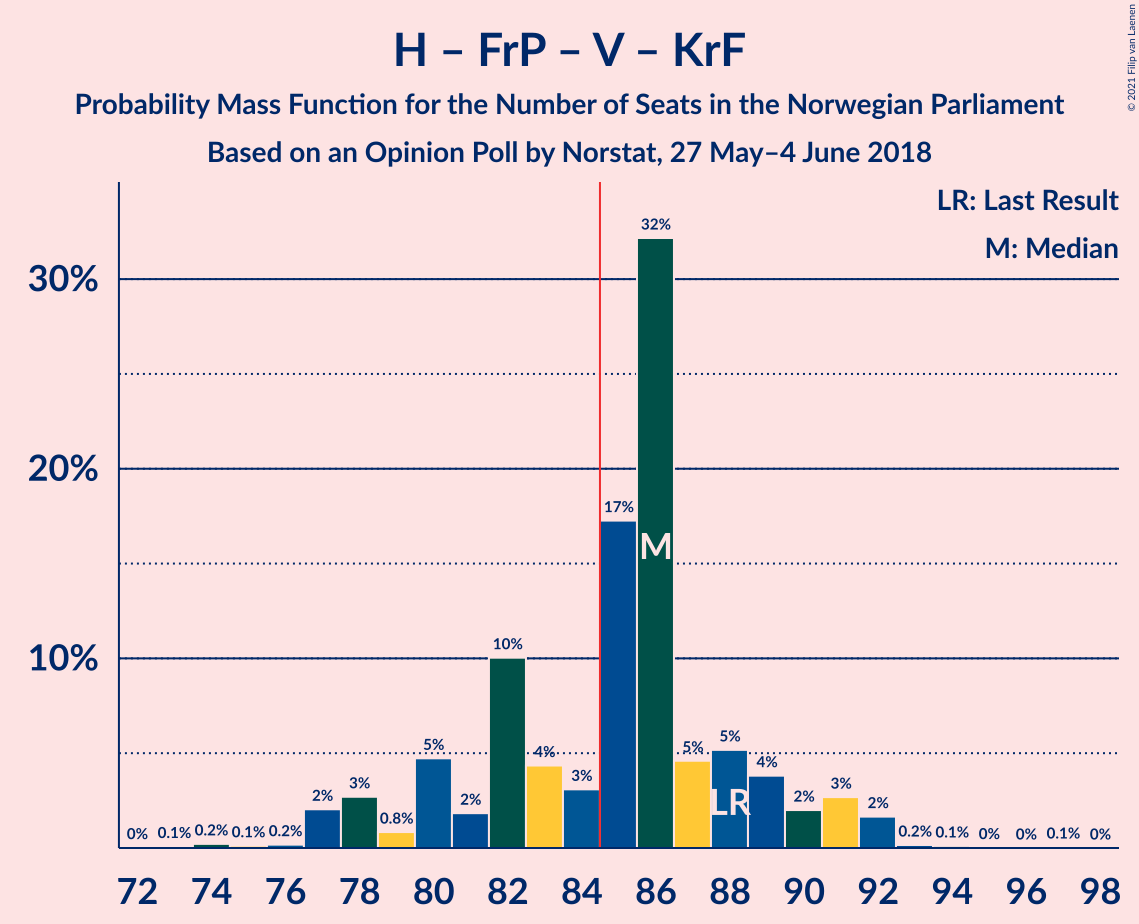 H – FrP – V – KrF
Probability Mass Function for the Number of Seats in the Norwegian Parliament
Based on an Opinion Poll by Norstat, 27 May–4 June 2018
© 2021 Filip van Laenen
LR: Last Result
M: Median
30%
20%
10%
0% 0.1% 0.2% 0.1% 0.2% 2% 3% 0.8% 5% 2% 10% 4% 3% 17% 32% 5% 5% 4% 2% 3% 2% 0.2% 0.1% 0% 0% 0.1% 0%
M
LR
72 74 76 78 80 82 84 86 88 90 92 94 96 98